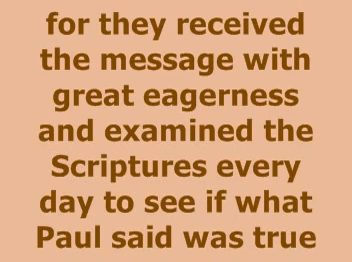 for they received
the message with
great eagerness
and examined the
Scriptures every
day to see if what
Paul said was true